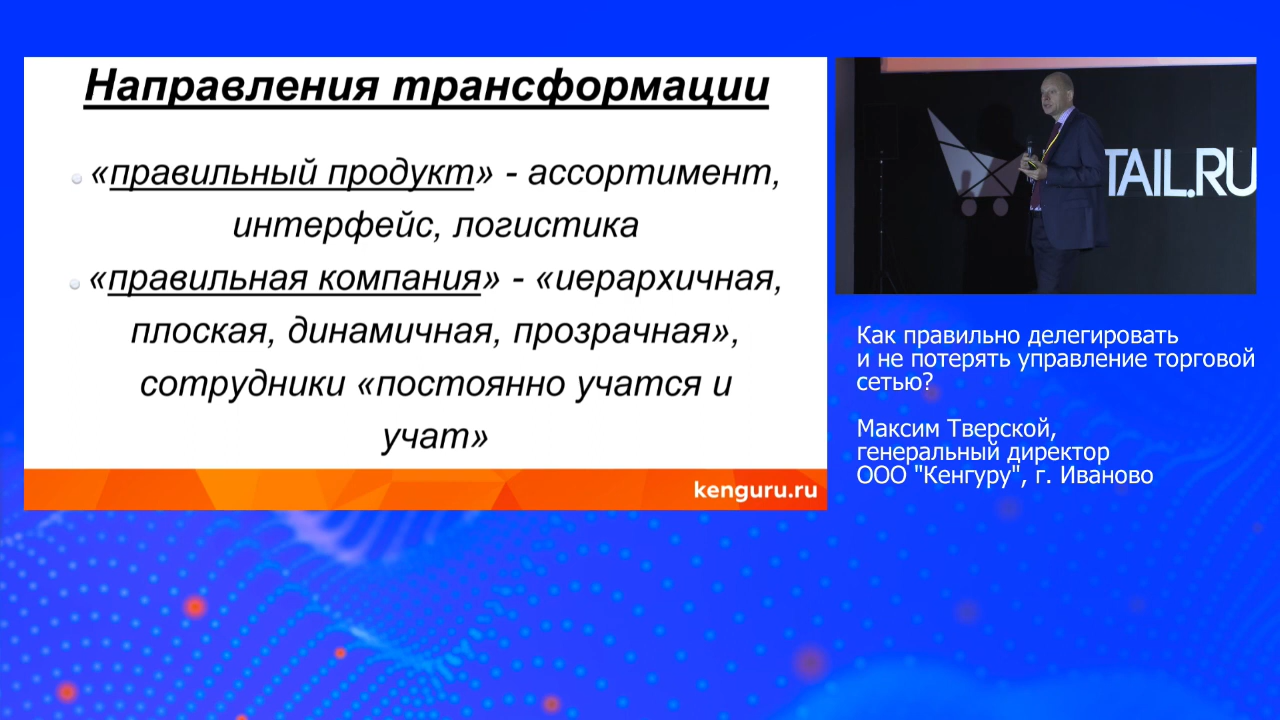 Направления трансформации
«правильный продукт» - ассортимент,
интерфейс, логистика
«правильная компания» - «иерархичная,
плоская, динамичная, прозрачная»,
сотрудники «постоянно учатся и
учат»
kenguru.ru
TAIL.RU
Как правильно делегировать
и не потерять управление торговой
сетью?
Максим Тверской,
генеральный директор
ООО "Кенгуру", г. Иваново